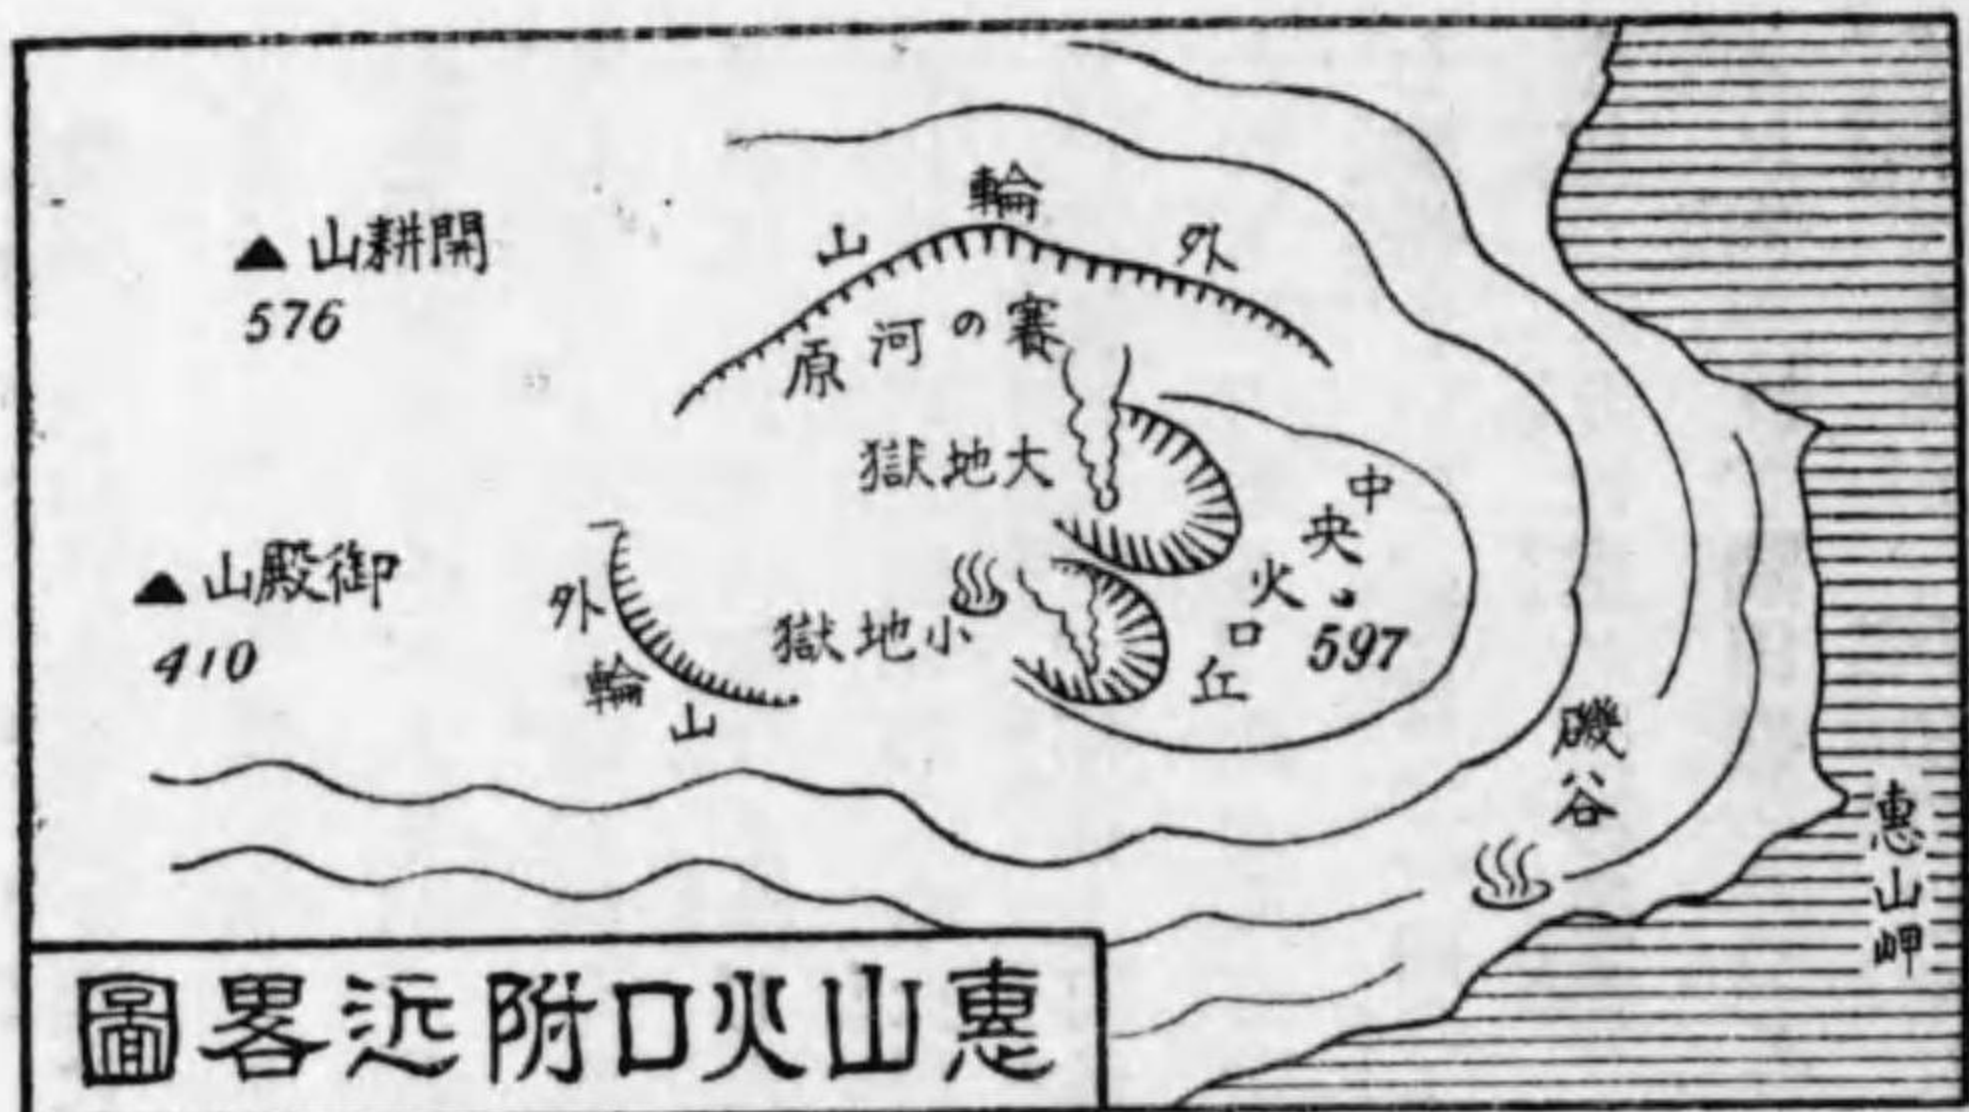 外輪山
開耕山
576
賽の河原
大地獄
中央火口丘
597
御殿山
410
外輪山
小地獄
磯谷
惠山岬
惠山火口附近畧圖